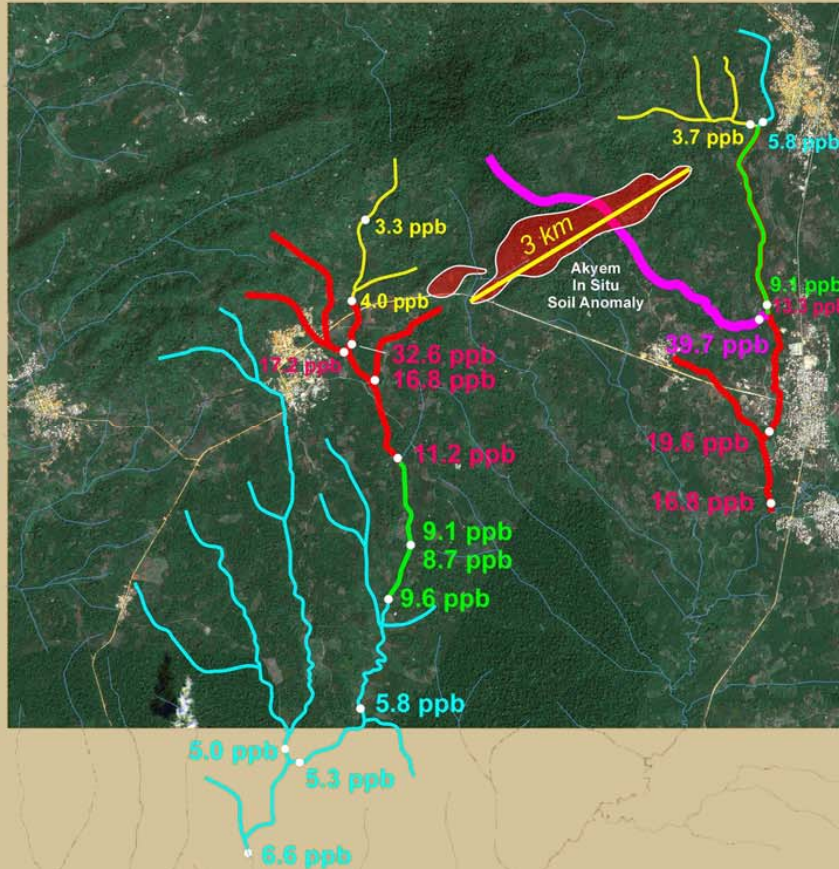 3.7 ppb
5.8 ppb
3.3 ppb
3 km
Akyem
In Situ
Soil Anomaly
4.0 ppb
9.1 ppb
13.3 ppb
39.7 ppb
17.2 ppb
32.6 ppb
16.8 ppb
11.2 ppb
19.6 ppb
16.8 ppb
9.1 ppb
8.7 ppb
9.6 ppb
5.8 ppb
5.0 ppb
5.3 ppb
6.6 ppb